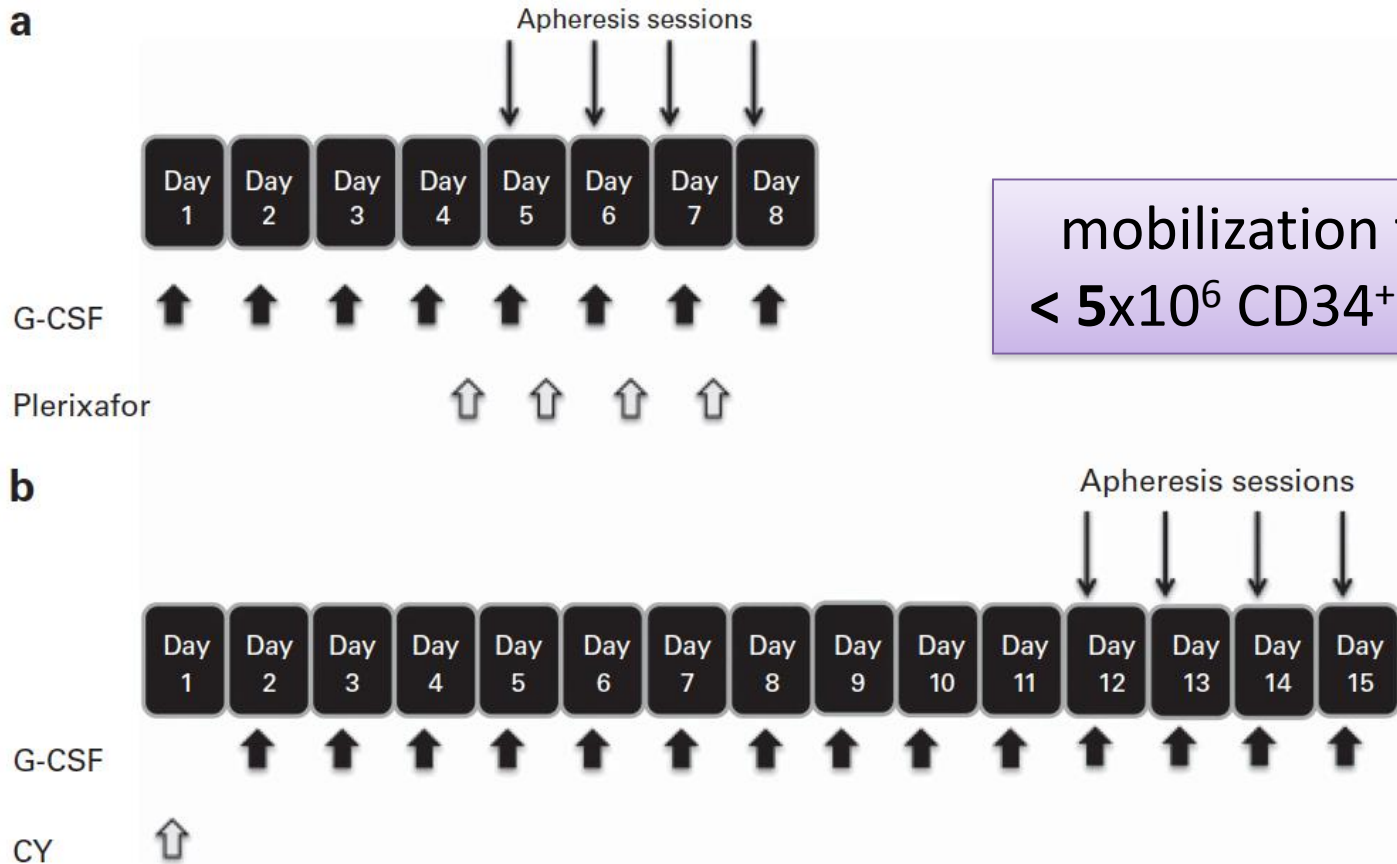 a
Apheresis sessions
Day 1 Day 2 Day 3 Day 4 Day 5 Day 6 Day 7 Day 8
mobilization
< 5x10⁶ CD34⁺
G-CSF
Plerixafor
b
Apheresis sessions
Day 1 Day 2 Day 3 Day 4 Day 5 Day 6 Day 7 Day 8 Day 9 Day 10 Day 11 Day 12 Day 13 Day 14 Day 15
G-CSF
CY